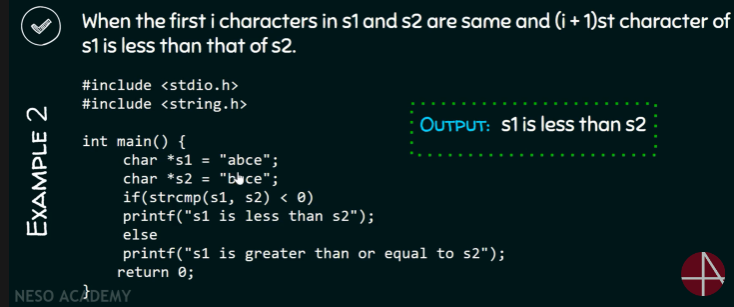 When the first i characters in s1 and s2 are same and (i + 1)st character of
s1 is less than that of s2.
EXAMPLE 2
#include <stdio.h>
#include <string.h>
int main() {
char *s1 = "abce";
char *s2 = "
if(strcmp(s1, s2) < 0)
printf("s1 is less than s2");
else
printf("s1 is greater than or equal to s2");
return 0;
}
OUTPUT: s1 is less than s2
NESO ACADEMY